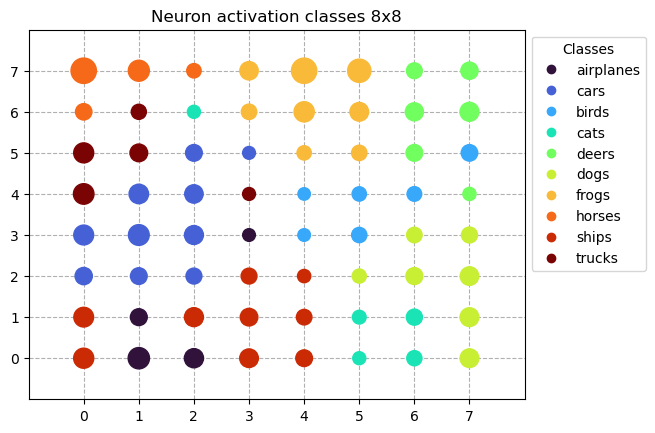 Neuron activation classes 8x8
7
6
5
4
3
2
1
0
0 1 2 3 4 5 6 7
Classes
airplanes
cars
birds
cats
deers
dogs
frogs
horses
ships
trucks